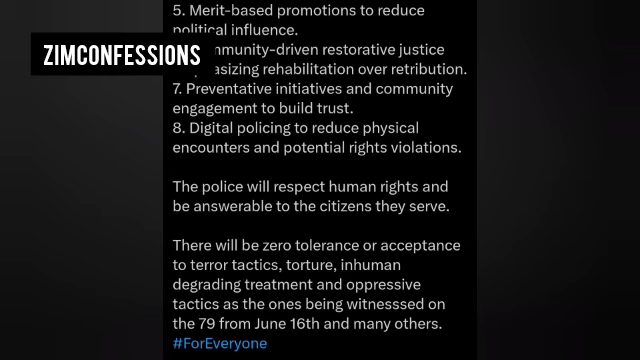 5. Merit-based promotions to reduce
political influence.
ZIMCONFESSIONS
mmunity-driven restorative justice
asizing rehabilitation over retribution.
7. Preventative initiatives and community
engagement to build trust.
8. Digital policing to reduce physical
encounters and potential rights violations.
The police will respect human rights and
be answerable to the citizens they serve.
There will be zero tolerance or acceptance
to terror tactics, torture, inhuman
degrading treatment and oppressive
tactics as the ones being witnesssed on
the 79 from June 16th and many others.
#ForEveryone